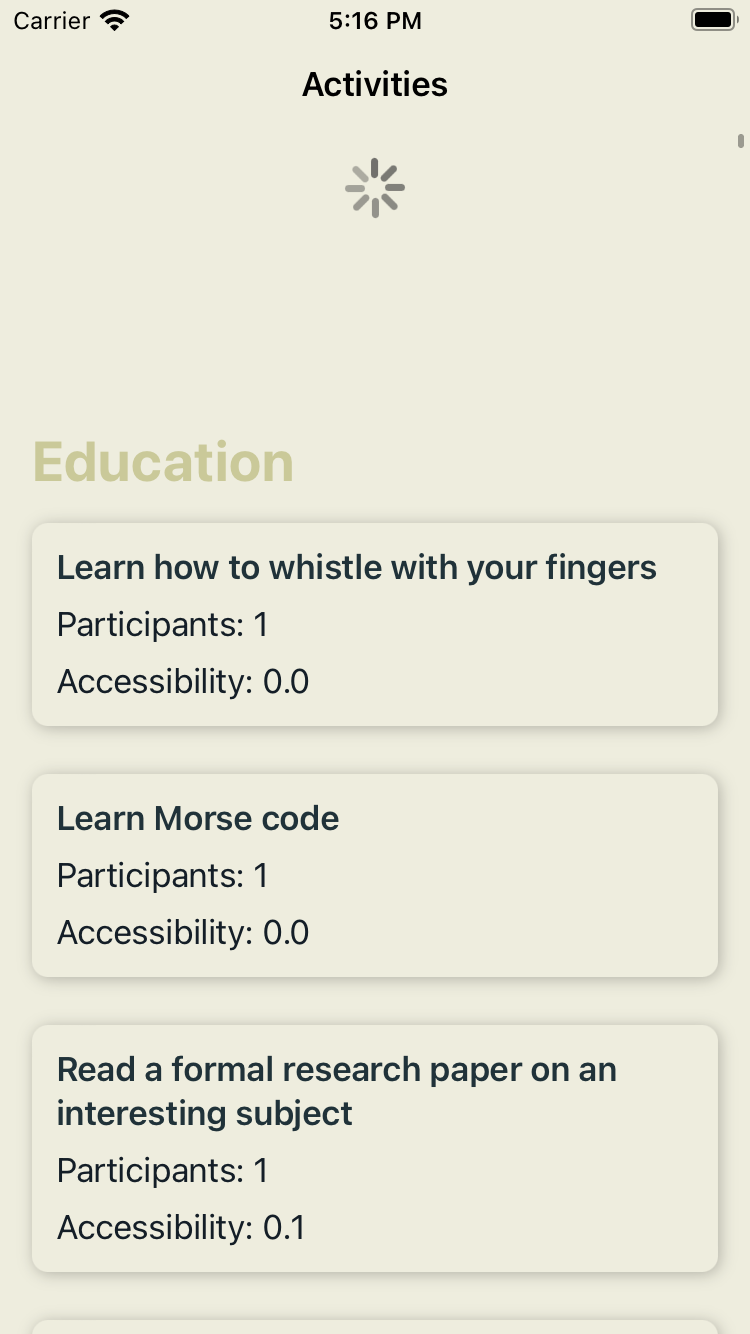 Carrier 5:16 PM
Activities
Education
Learn how to whistle with your fingers
Participants: 1
Accessibility: 0.0
Learn Morse code
Participants: 1
Accessibility: 0.0
Read a formal research paper on an
interesting subject
Participants: 1
Accessibility: 0.1